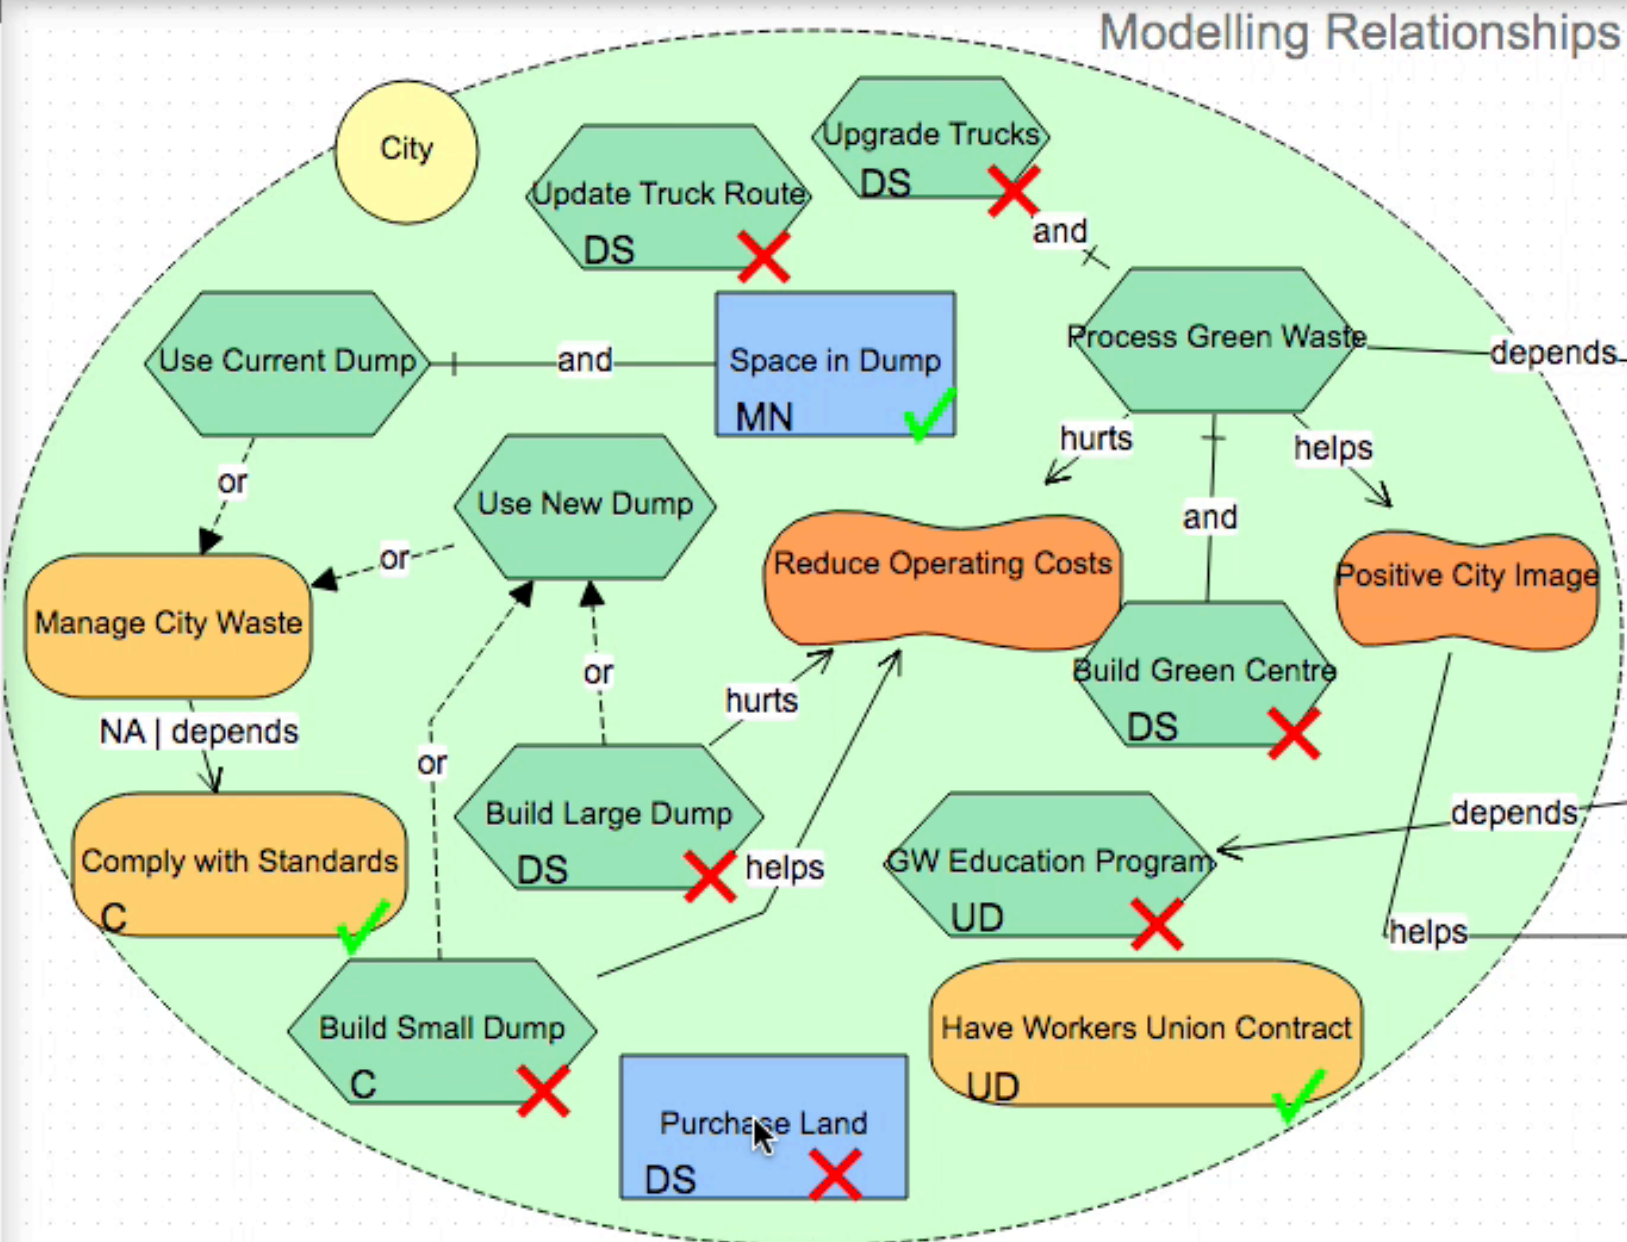 Modelling Relationships
City
Upgrade Trucks
DS
Update Truck Route
DS
and
Process Green Waste
depends
Use Current Dump
and
Space in Dump
MN
hurts
helps
or
Use New Dump
or
and
Reduce Operating Costs
Positive City Image
Manage City Waste
or
hurts
Build Green Centre
DS
NA | depends
or
Build Large Dump
DS
helps
depends
Comply with Standards
C
GW Education Program
UD
helps
Build Small Dump
C
Have Workers Union Contract
UD
Purchase Land
DS